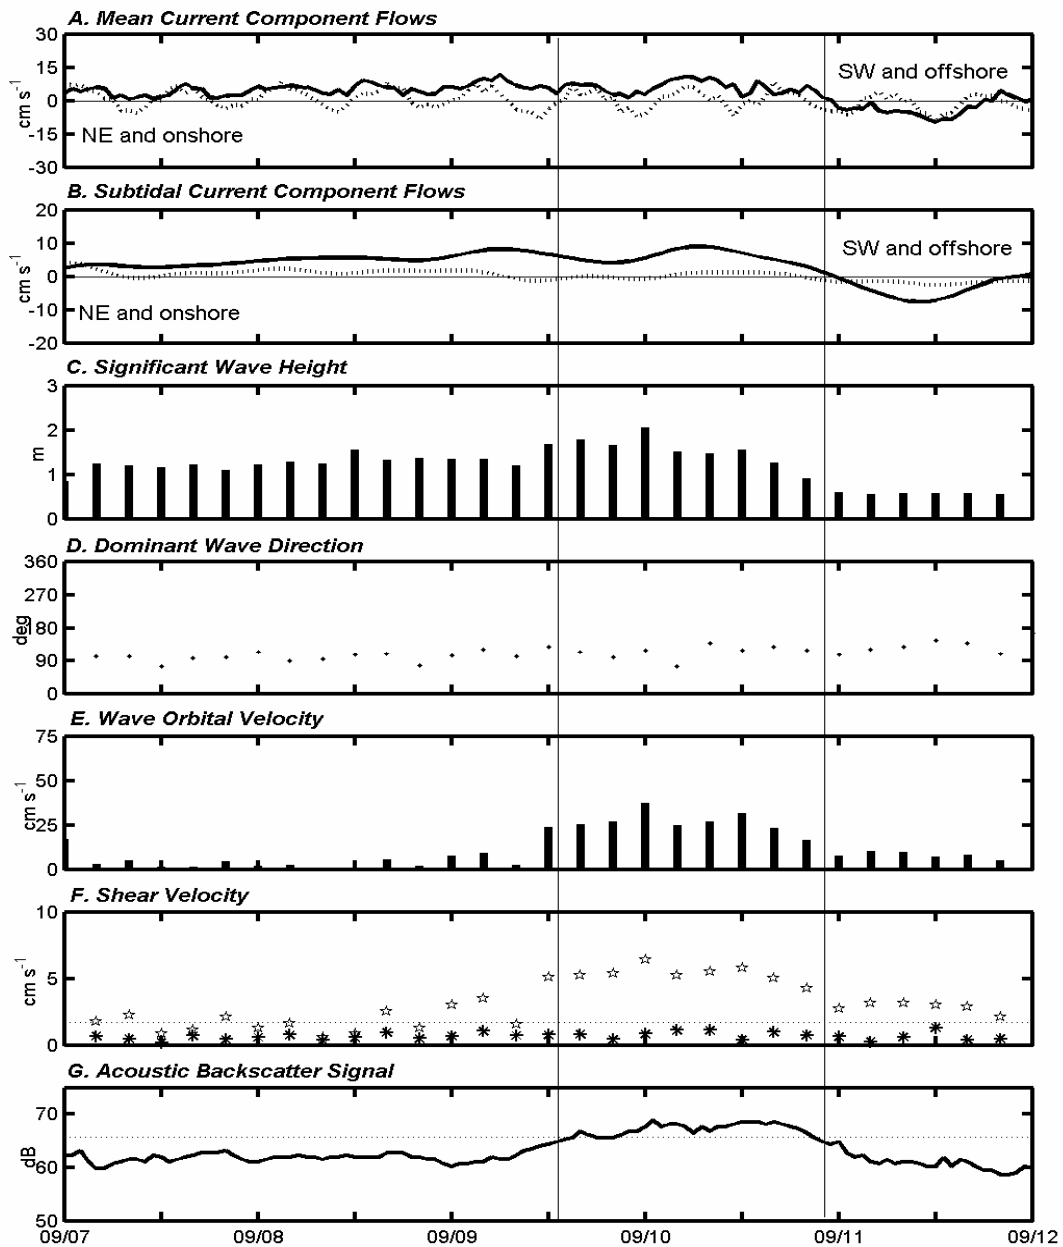 A. Mean Current Component Flows
30
15
0
-15
-30
cm s-1
SW and offshore
NE and onshore
B. Subtidal Current Component Flows
20
10
0
-10
-20
cm s-1
SW and offshore
NE and onshore
C. Significant Wave Height
3
2
1
0
m
D. Dominant Wave Direction
360
270
180
90
0
deg
E. Wave Orbital Velocity
75
50
25
0
cm s-1
F. Shear Velocity
10
5
0
cm s-1
G. Acoustic Backscatter Signal
70
60
50
dB
09/07 09/08 09/09 09/10 09/11 09/12